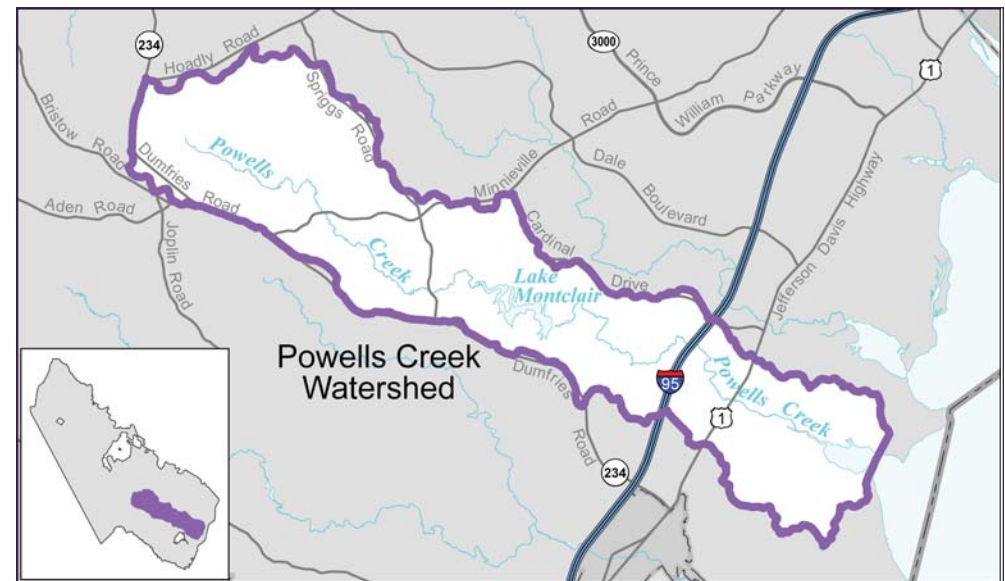 234
Hoadly Road
Spriggs Road
3000
Prince William Parkway
1
Bristow Road
Dumfries Road
Aden Road
Joplin Road
Powells
Creek
Minnieville Road
Dale Boulevard
Cardinal Drive
Jefferson Davis Highway
Lake
Montclair
Powells Creek
Watershed
Dumfries Road
95
Powells Creek
1
234